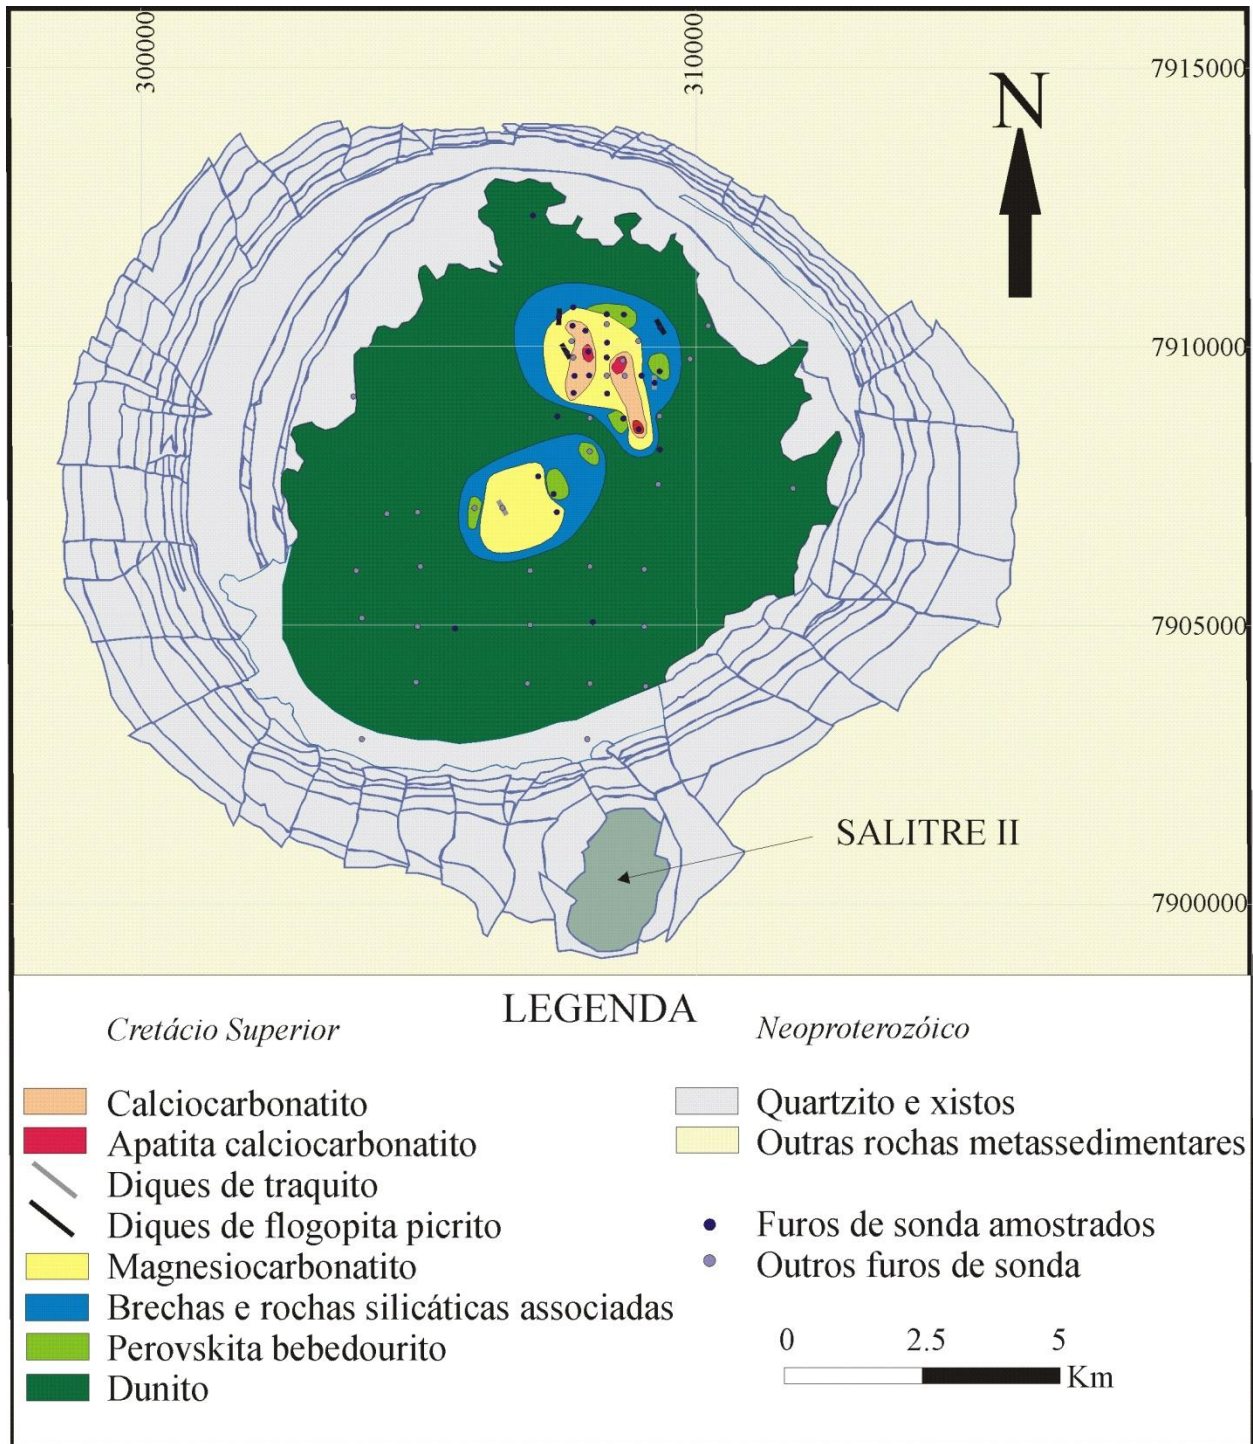 300000
310000
7915000
N
7910000
7905000
SALITRE II
7900000
LEGENDA
Cretácio Superior
Calciocarbonatito
Apatita calciocarbonatito
Diques de traquito
Diques de flogopita picrito
Magnesiocarbonatito
Brechas e rochas silicáticas associadas
Perovskita bebedourito
Dunito
Neoproterozóico
Quartzito e xistos
Outras rochas metassedimentares
Furos de sonda amostrados
Outros furos de sonda
0 2.5 5
Km